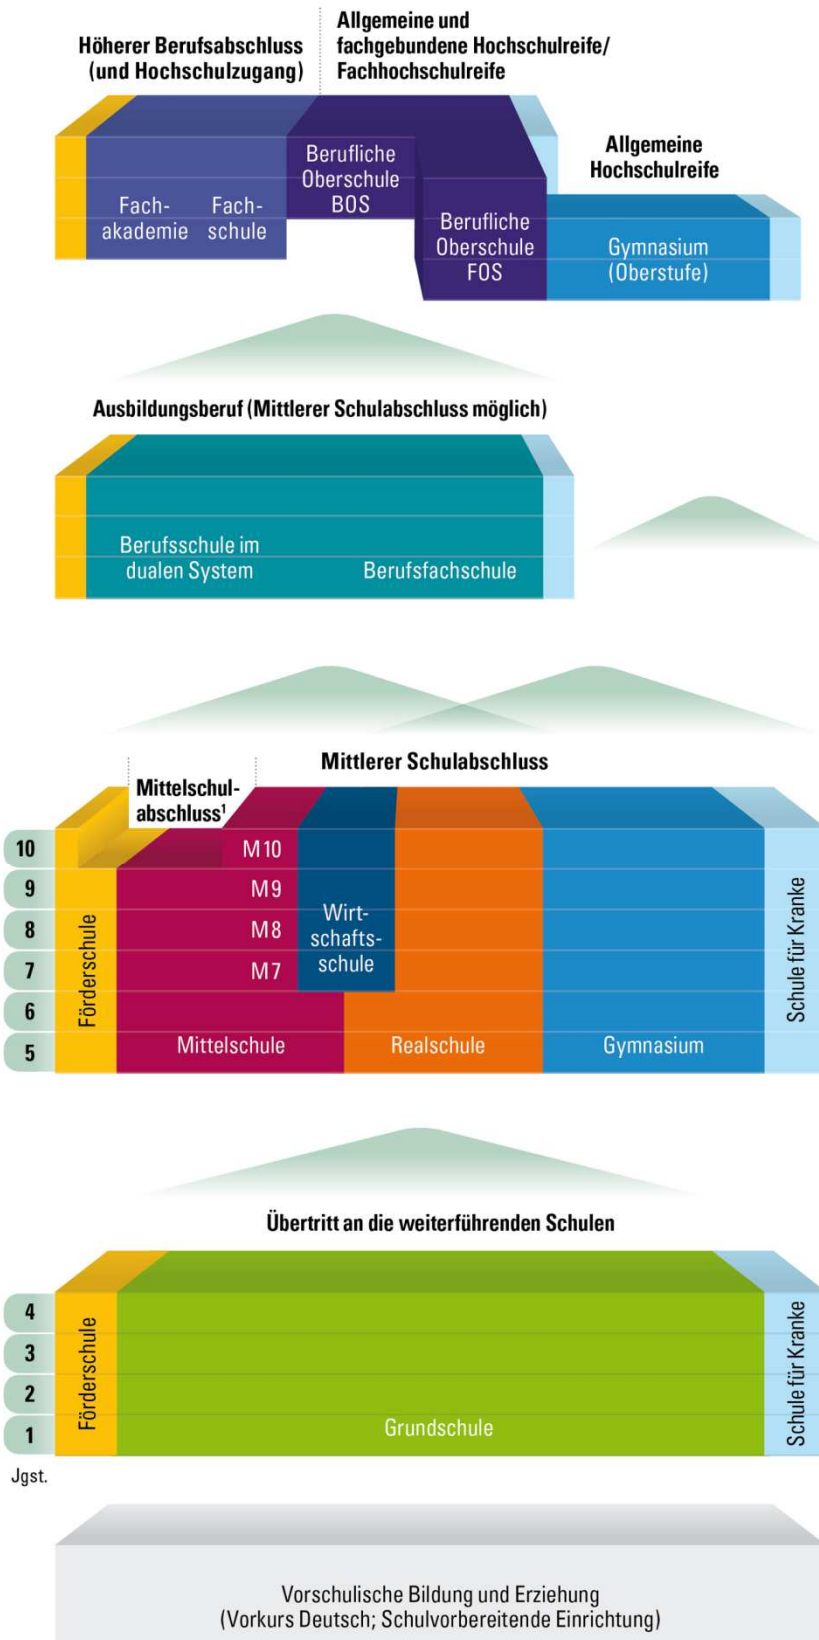 Höherer Berufsabschluss
(und Hochschulzugang)
Allgemeine und
fachgebundene Hochschulreife/
Fachhochschulreife
Allgemeine
Hochschulreife
Fach-
akademie
Fach-
schule
Berufliche
Oberschule
BOS
Berufliche
Oberschule
FOS
Gymnasium
(Oberstufe)
Ausbildungsberuf (Mittlerer Schulabschluss möglich)
Berufsschule im
dualen System
Berufsfachschule
Mittlerer Schulabschluss
Mittelschul-
abschluss¹
10
9
8
7
6
5
Förderschule
M10
M9
M8
M7
Mittelschule
Wirt-
schafts-
schule
Realschule
Gymnasium
Schule für Kranke
Übertritt an die weiterführenden Schulen
4
3
2
1
Jgst.
Förderschule
Grundschule
Schule für Kranke
Vorschulische Bildung und Erziehung
(Vorkurs Deutsch; Schulvorbereitende Einrichtung)